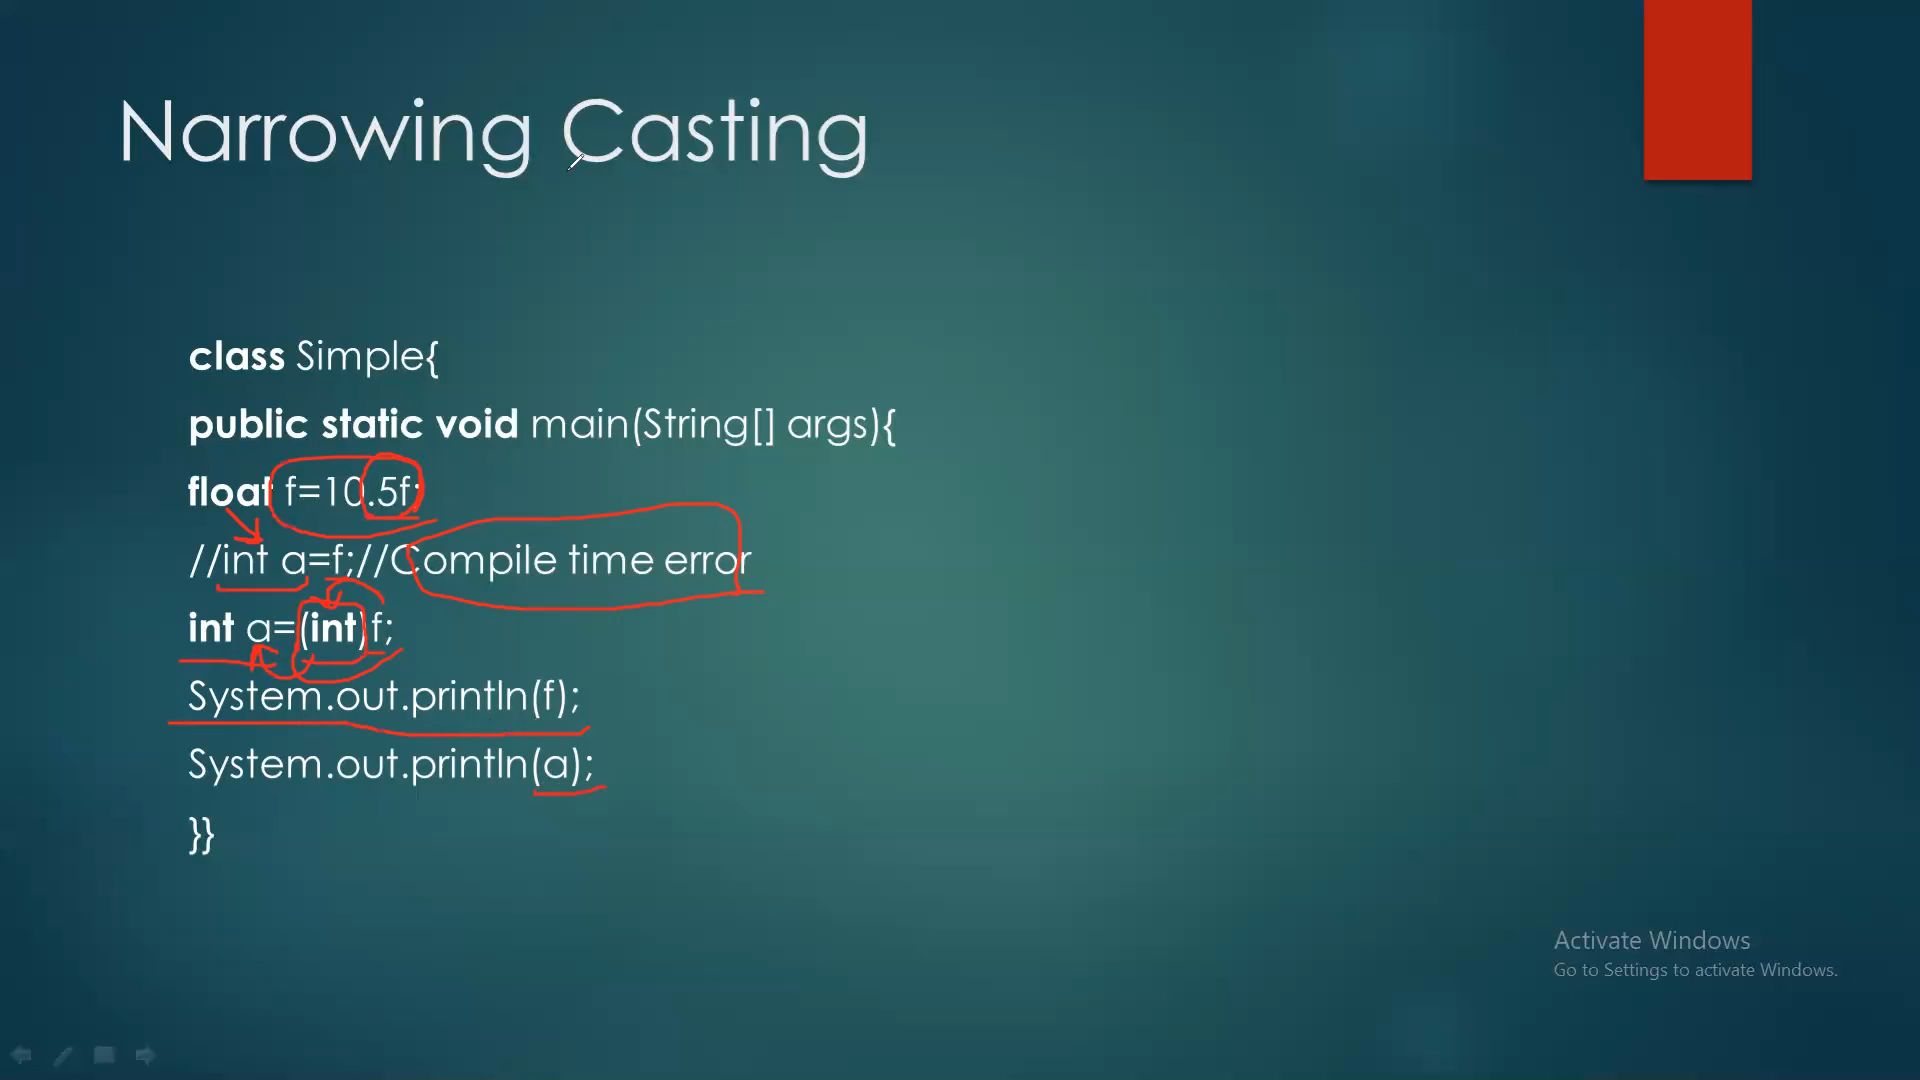 Narrowing Casting
class Simple{
public static void main(String[] args){
float f=10.5f;
//int a=f;//Compile time error
int a=(int)f;
System.out.println(f);
System.out.println(a);
}}
Activate Windows
Go to Settings to activate Windows.